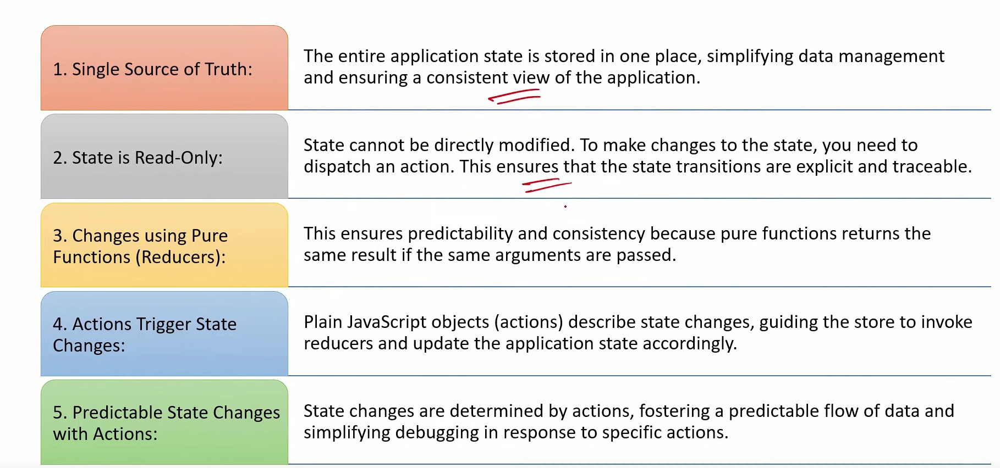 1. Single Source of Truth:
The entire application state is stored in one place, simplifying data management
and ensuring a consistent view of the application.
2. State is Read-Only:
State cannot be directly modified. To make changes to the state, you need to
dispatch an action. This ensures that the state transitions are explicit and traceable.
3. Changes using Pure
Functions (Reducers):
This ensures predictability and consistency because pure functions returns the
same result if the same arguments are passed.
4. Actions Trigger State
Changes:
Plain JavaScript objects (actions) describe state changes, guiding the store to invoke
reducers and update the application state accordingly.
5. Predictable State Changes
with Actions:
State changes are determined by actions, fostering a predictable flow of data and
simplifying debugging in response to specific actions.